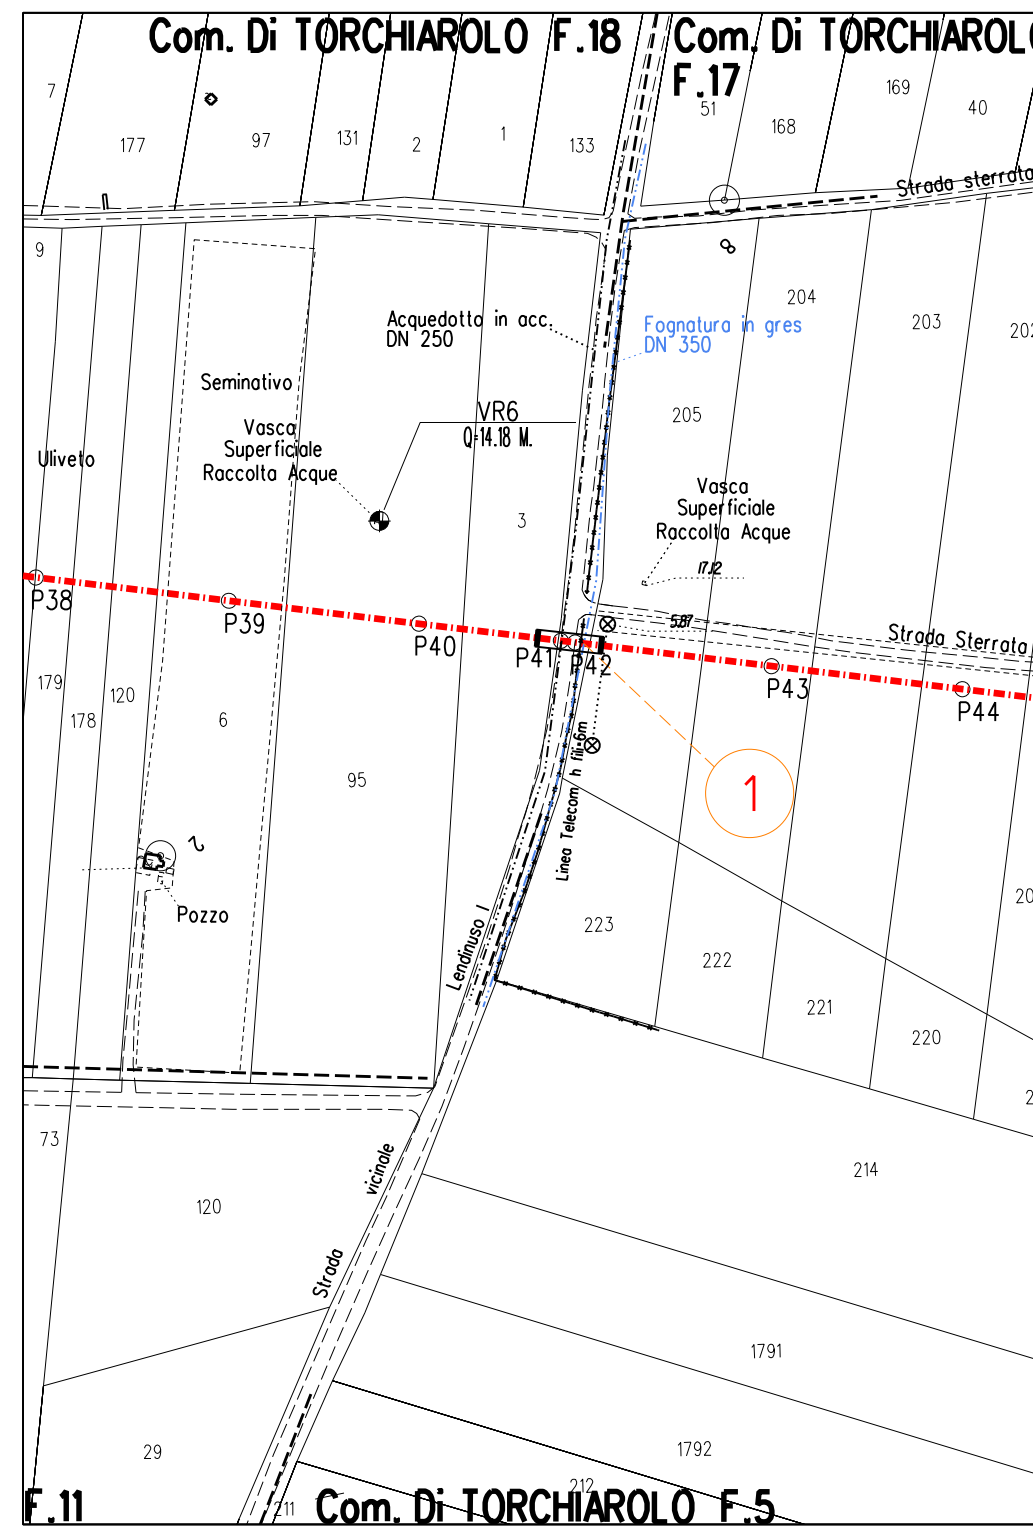 Com. Di TORCHIAROLO F.18
Com. Di TORCHIAROLO
F.17
7
177
97
131
2
1
133
51
168
169
40
Strada sterrata
9
204
203
202
Acquedotto in acc.
DN 250
Fognatura in gres
DN 350
Seminativo
VR6
Q=14.18 M.
205
Vasca
Superficiale
Raccolta Acque
Uliveto
3
Vasca
Superficiale
Raccolta Acque
17.12
P38
P39
P40
P41
P42
5.87
Strada Sterrata
P43
P44
179
178
120
6
95
Linea Telecom h fili=6m
1
2
Pozzo
Lendinuso I
223
222
221
220
20
2
73
120
vicinale
Strada
214
1791
29
1792
212
211
F.11
Com. Di TORCHIAROLO F.5